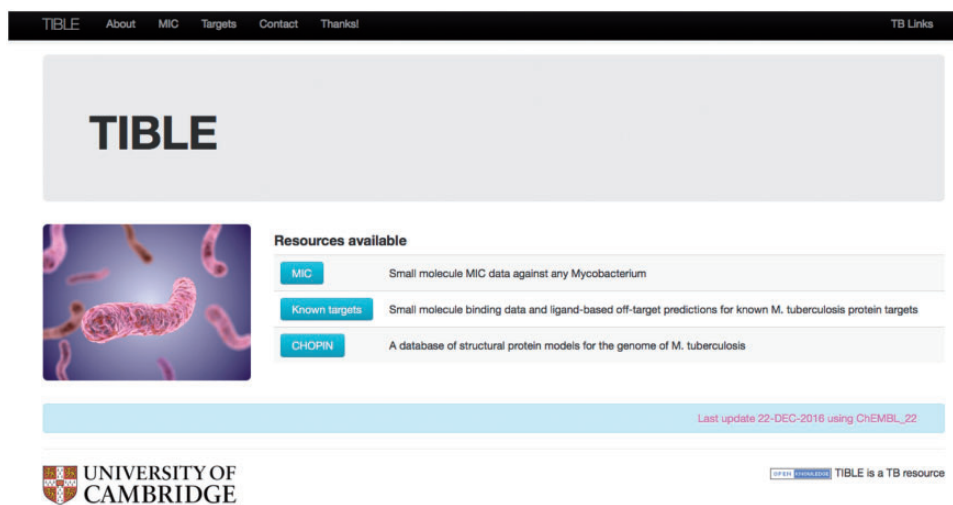 TIBLE About MIC Targets Contact Thanks! TB Links
TIBLE
Resources available
MIC Small molecule MIC data against any Mycobacterium
Known targets Small molecule binding data and ligand-based off-target predictions for known M. tuberculosis protein targets
CHOPIN A database of structural protein models for the genome of M. tuberculosis
Last update 22-DEC-2016 using ChEMBL_22
UNIVERSITY OF
CAMBRIDGE
OPEN KNOWLEDGE TIBLE is a TB resource